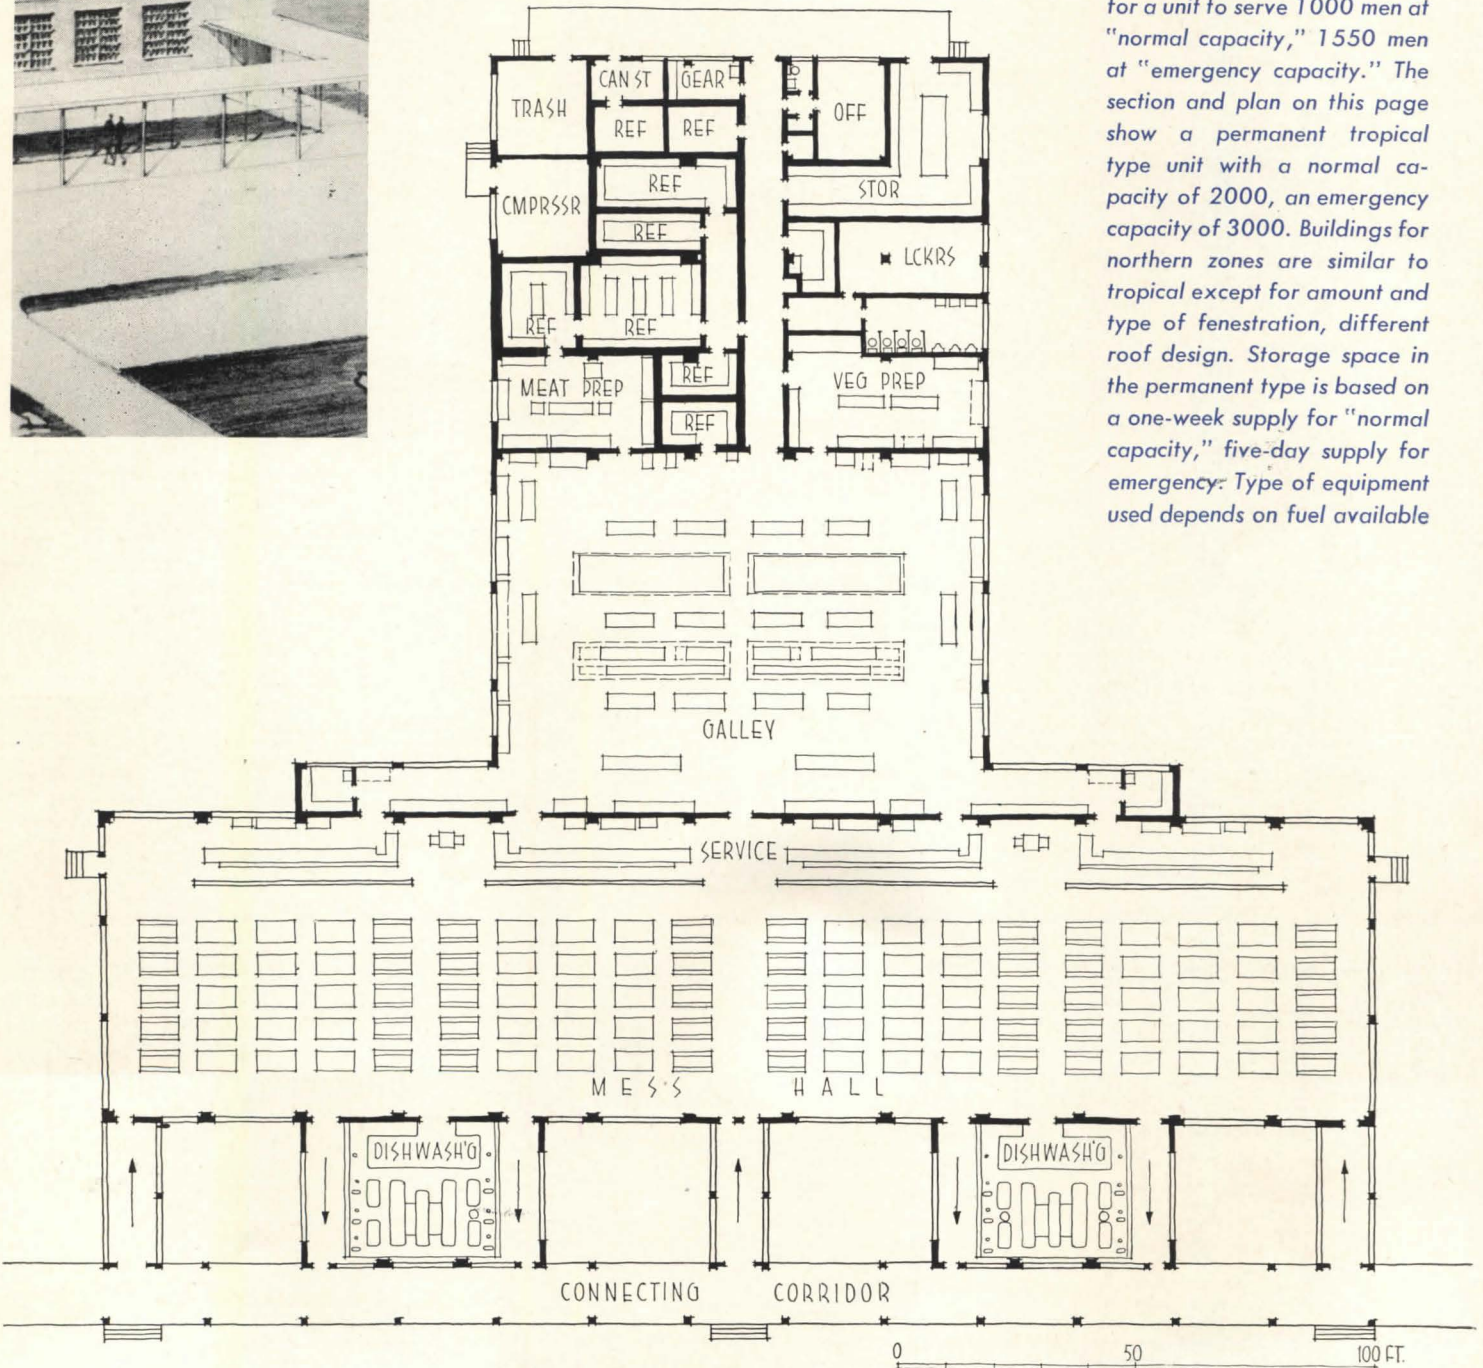 for a unit to serve 1000 men at
"normal capacity," 1550 men
at "emergency capacity." The
section and plan on this page
show a permanent tropical
type unit with a normal ca-
pacity of 2000, an emergency
capacity of 3000. Buildings for
northern zones are similar to
tropical except for amount and
type of fenestration, different
roof design. Storage space in
the permanent type is based on
a one-week supply for "normal
capacity," five-day supply for
emergency. Type of equipment
used depends on fuel available
TRASH
CAN ST
GEAR
REF
REF
OFF
CMPRSSR
REF
REF
STOR
LCKRS
REF
REF
MEAT PREP
REF
REF
VEG PREP
GALLEY
SERVICE
MESS HALL
DISHWASH'G
DISHWASH'G
CONNECTING CORRIDOR
0 50 100 FT.